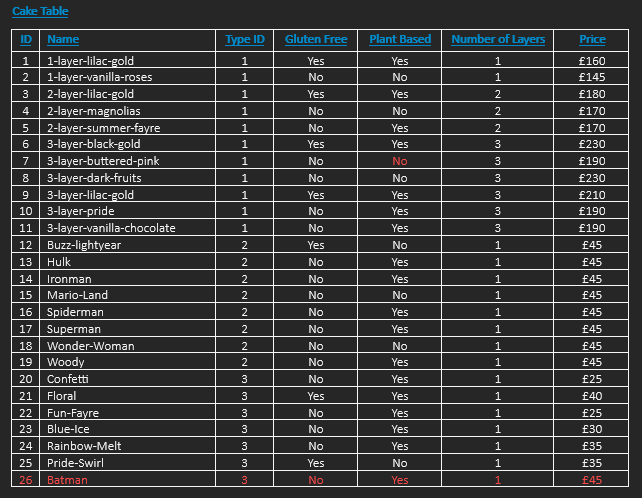 Cake Table
ID Name Type ID Gluten Free Plant Based Number of Layers Price
1 1-layer-lilac-gold 1 Yes Yes 1 £160
2 1-layer-vanilla-roses 1 No No 1 £145
3 2-layer-lilac-gold 1 Yes Yes 2 £180
4 2-layer-magnolias 1 No No 2 £170
5 2-layer-summer-fayre 1 No Yes 2 £170
6 3-layer-black-gold 1 Yes Yes 3 £230
7 3-layer-buttered-pink 1 No No 3 £190
8 3-layer-dark-fruits 1 No No 3 £230
9 3-layer-lilac-gold 1 Yes Yes 3 £210
10 3-layer-pride 1 No Yes 3 £190
11 3-layer-vanilla-chocolate 1 No Yes 3 £190
12 Buzz-lightyear 2 Yes No 1 £45
13 Hulk 2 No Yes 1 £45
14 Ironman 2 No Yes 1 £45
15 Mario-Land 2 No No 1 £45
16 Spiderman 2 No Yes 1 £45
17 Superman 2 No Yes 1 £45
18 Wonder-Woman 2 No No 1 £45
19 Woody 2 No Yes 1 £45
20 Confetti 3 No Yes 1 £25
21 Floral 3 Yes Yes 1 £40
22 Fun-Fayre 3 No Yes 1 £25
23 Blue-Ice 3 No Yes 1 £30
24 Rainbow-Melt 3 No Yes 1 £35
25 Pride-Swirl 3 Yes No 1 £35
26 Batman 3 No Yes 1 £45